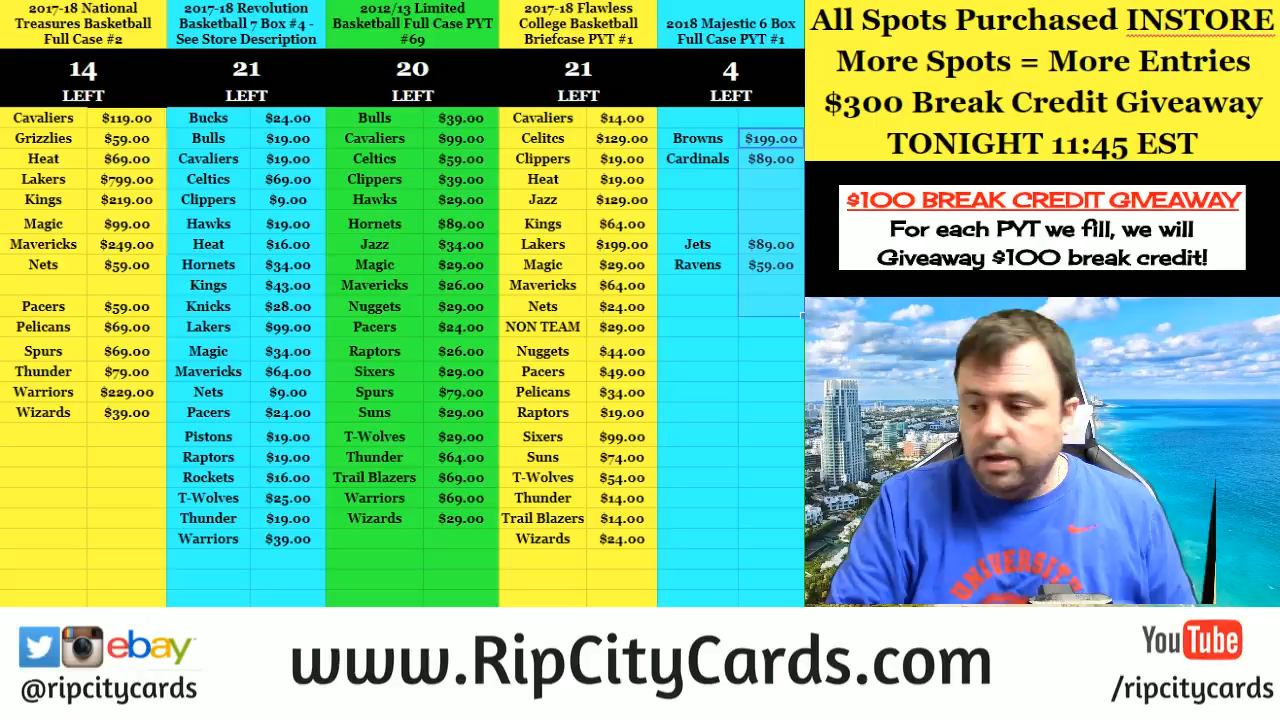 2017-18 National
Treasures Basketball
Full Case #2
14
LEFT
Cavaliers $119.00
Grizzlies $59.00
Heat $69.00
Lakers $799.00
Kings $219.00
Magic $99.00
Mavericks $249.00
Nets $59.00
Pacers $59.00
Pelicans $69.00
Spurs $69.00
Thunder $79.00
Warriors $229.00
Wizards $39.00
2017-18 Revolution
Basketball 7 Box #4 -
See Store Description
21
LEFT
Bucks $24.00
Bulls $19.00
Cavaliers $19.00
Celtics $69.00
Clippers $9.00
Hawks $19.00
Heat $16.00
Hornets $34.00
Kings $43.00
Knicks $28.00
Lakers $99.00
Magic $34.00
Mavericks $64.00
Nets $9.00
Pacers $24.00
Pistons $19.00
Raptors $19.00
Rockets $16.00
T-Wolves $25.00
Thunder $19.00
Warriors $39.00
2012/13 Limited
Basketball Full Case PYT
#69
20
LEFT
Bulls $39.00
Cavaliers $99.00
Celtics $59.00
Clippers $39.00
Hawks $29.00
Hornets $89.00
Jazz $34.00
Magic $29.00
Mavericks $26.00
Nuggets $29.00
Pacers $24.00
Raptors $26.00
Sixers $29.00
Spurs $79.00
Suns $29.00
T-Wolves $29.00
Thunder $64.00
Trail Blazers $69.00
Warriors $69.00
Wizards $29.00
2017-18 Flawless
College Basketball
Briefcase PYT #1
21
LEFT
Cavaliers $14.00
Celitcs $129.00
Clippers $19.00
Heat $19.00
Jazz $129.00
Kings $64.00
Lakers $199.00
Magic $29.00
Mavericks $64.00
Nets $24.00
NON TEAM $29.00
Nuggets $44.00
Pacers $49.00
Pelicans $34.00
Raptors $19.00
Sixers $99.00
Suns $74.00
T-Wolves $54.00
Thunder $14.00
Trail Blazers $14.00
Wizards $24.00
2018 Majestic 6 Box
Full Case PYT #1
4
LEFT
Browns $199.00
Cardinals $89.00
Jets $89.00
Ravens $59.00
All Spots Purchased INSTORE
More Spots = More Entries
$300 Break Credit Giveaway
TONIGHT 11:45 EST
$100 BREAK CREDIT GIVEAWAY
For each PYT we fill, we will
Giveaway $100 break credit!
UNIVERSITY
ebay
@ripcitycards
www.RipCityCards.com
YouTube
/ripcitycards